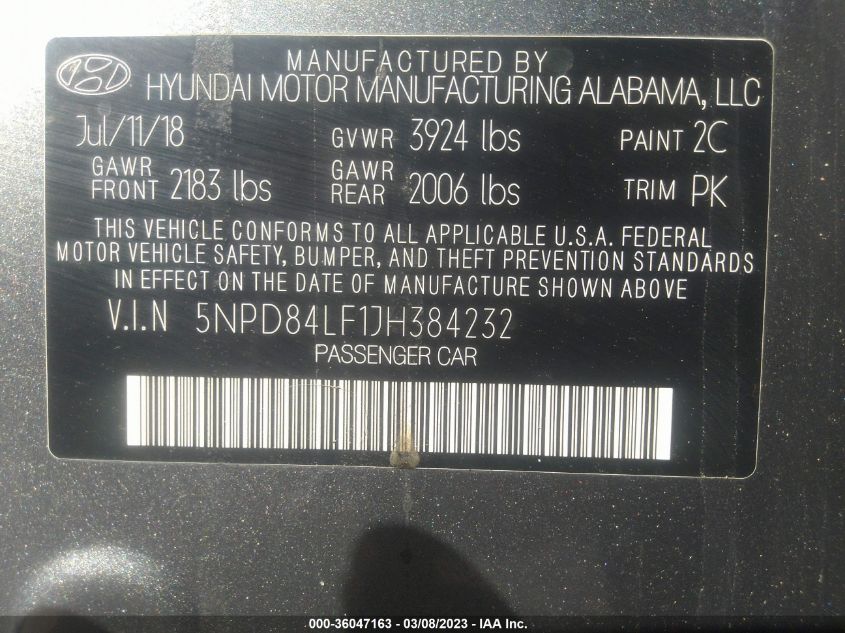 MANUFACTURED BY
HYUNDAI MOTOR MANUFACTURING ALABAMA, LLC
Jul/11/18 GVWR 3924 lbs PAINT 2C
GAWR FRONT 2183 lbs GAWR REAR 2006 lbs TRIM PK
THIS VEHICLE CONFORMS TO ALL APPLICABLE U.S.A. FEDERAL
MOTOR VEHICLE SAFETY, BUMPER, AND THEFT PREVENTION STANDARDS
IN EFFECT ON THE DATE OF MANUFACTURE SHOWN ABOVE
V.I.N 5NPD84LF1JH384232
PASSENGER CAR
000-36047163 - 03/08/2023 - IAA Inc.